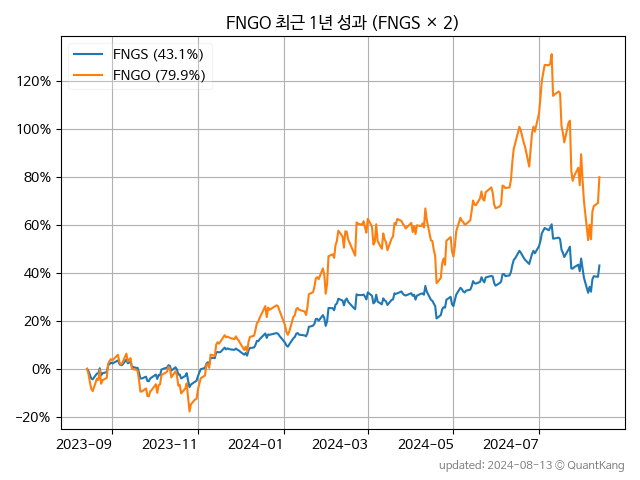 FNGO 최근 1년 성과 (FNGS × 2)
FNGS (43.1%)
FNGO (79.9%)
120%
100%
80%
60%
40%
20%
0%
−20%
2023-09 2023-11 2024-01 2024-03 2024-05 2024-07
updated: 2024-08-13 © QuantKang